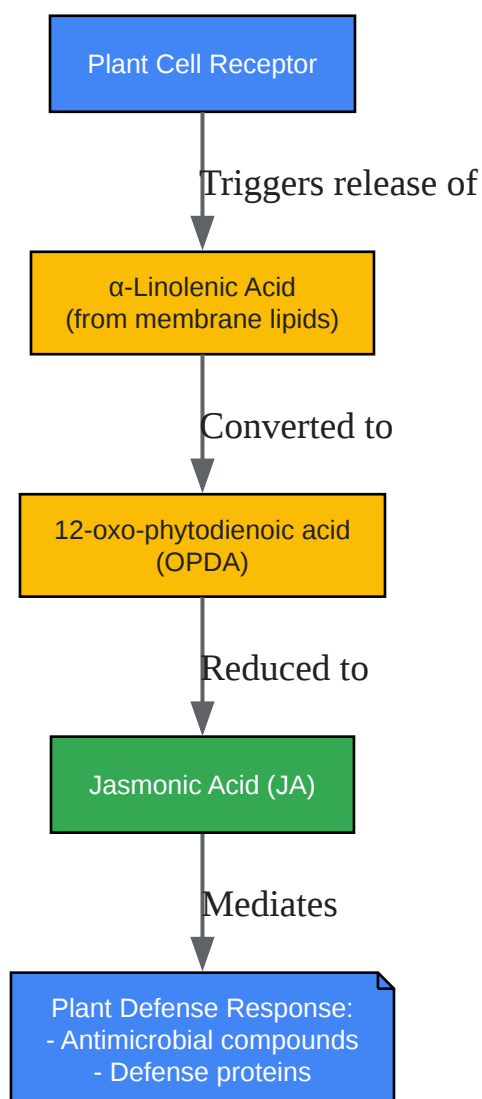 Plant Cell Receptor
Triggers release of
α-Linolenic Acid
(from membrane lipids)
Converted to
12-oxo-phytodienoic acid
(OPDA)
Reduced to
Jasmonic Acid (JA)
Mediates
Plant Defense Response:
- Antimicrobial compounds
- Defense proteins